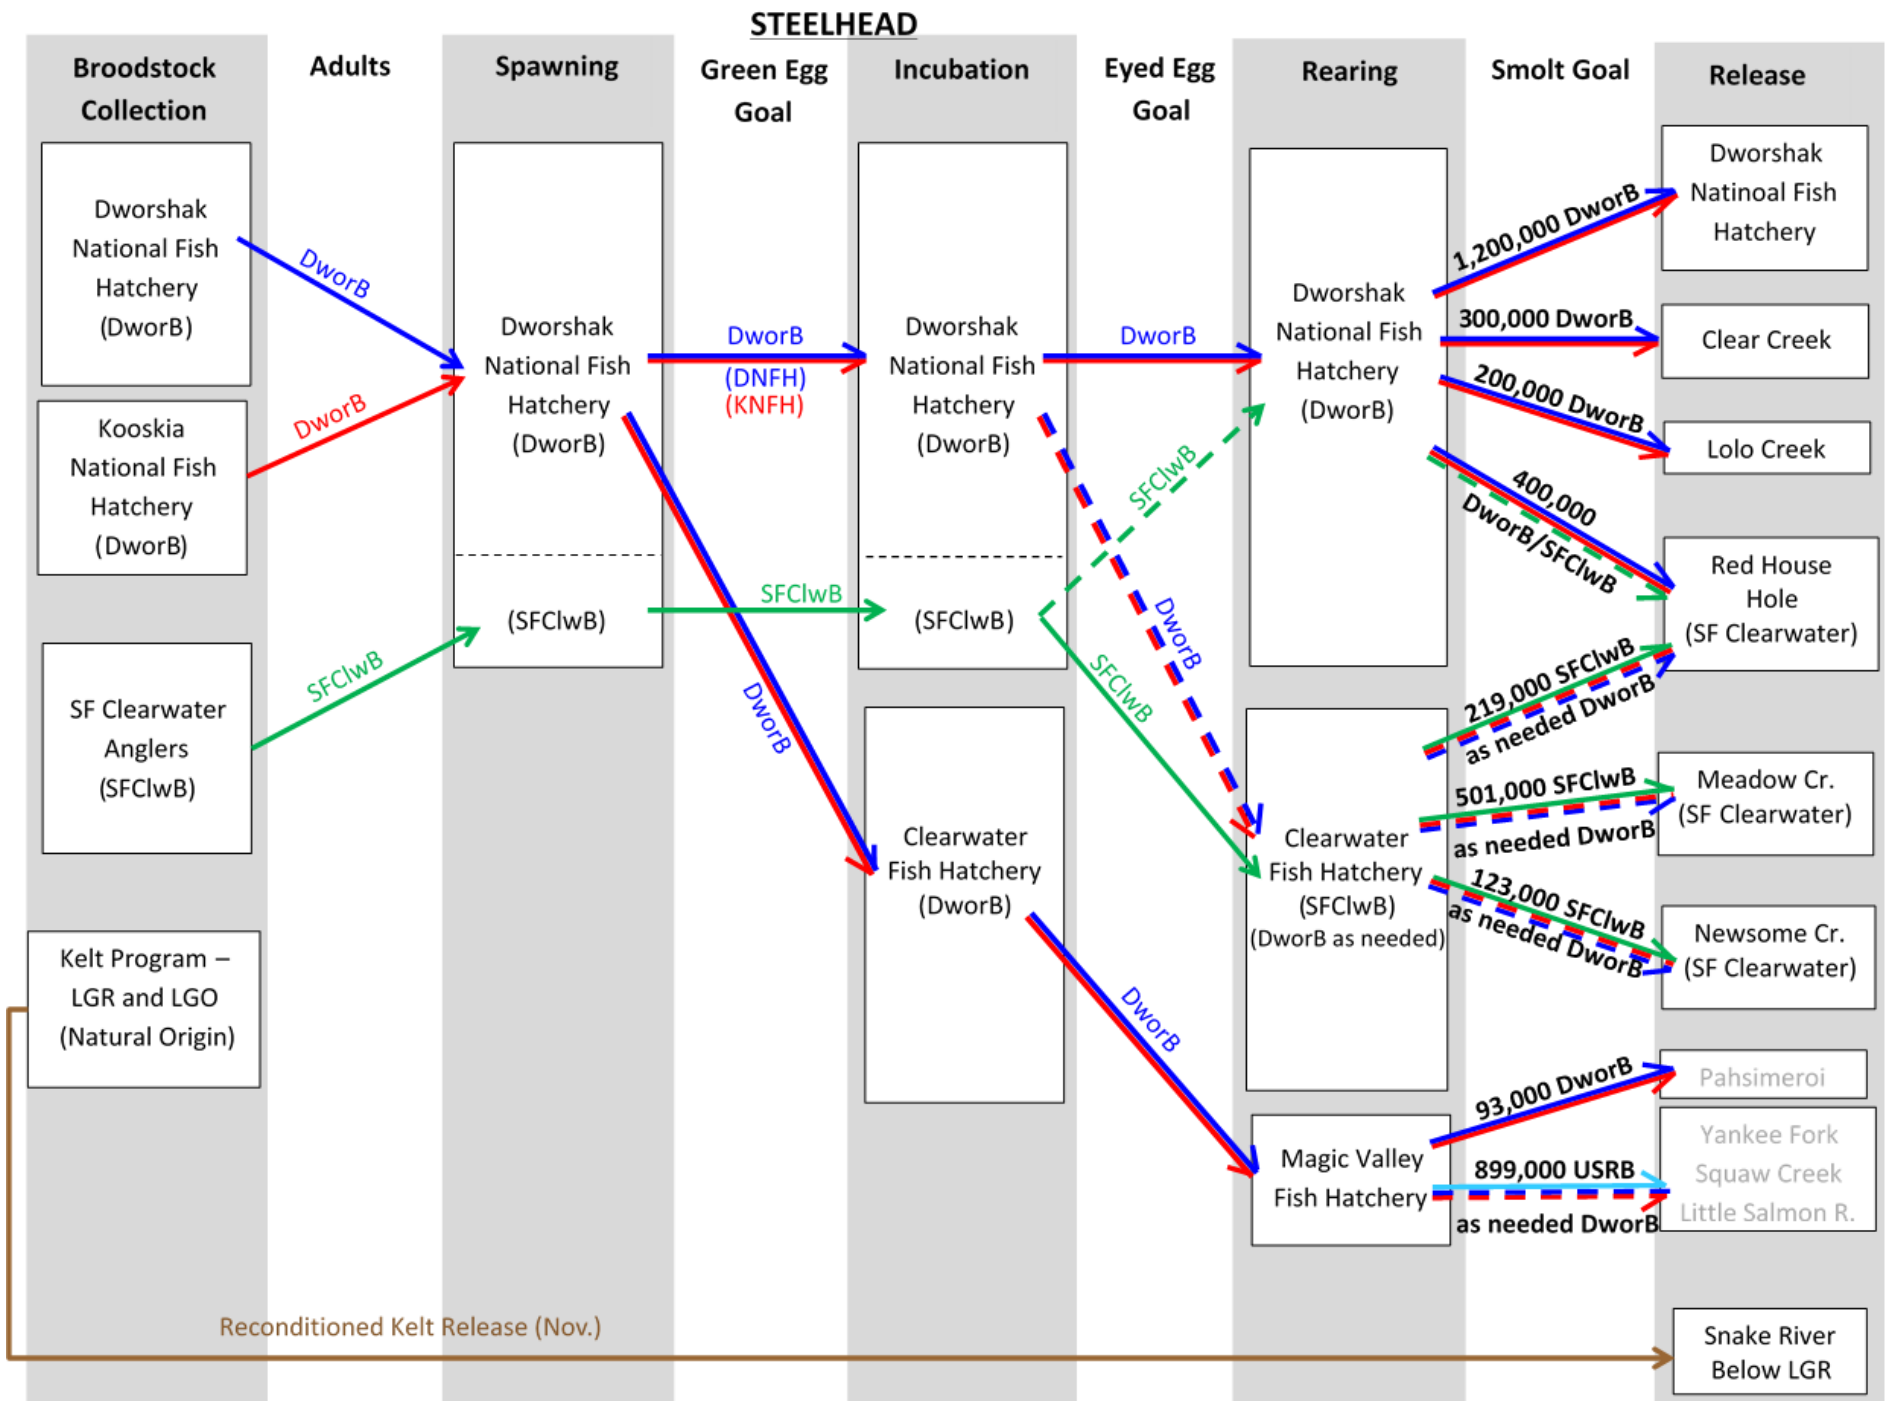 STEELHEAD
Broodstock
Collection
Adults
Spawning
Green Egg
Goal
Incubation
Eyed Egg
Goal
Rearing
Smolt Goal
Release
Dworshak
National Fish
Hatchery
(DworB)
Kooskia
National Fish
Hatchery
(DworB)
SF Clearwater
Anglers
(SFClwB)
Kelt Program –
LGR and LGO
(Natural Origin)
DworB
DworB
SFClwB
Dworshak
National Fish
Hatchery
(DworB)
(SFClwB)
DworB
(DNFH)
(KNFH)
SFClwB
DworB
Dworshak
National Fish
Hatchery
(DworB)
(SFClwB)
Clearwater
Fish Hatchery
(DworB)
DworB
SFClwB
DworB
SFClwB
DworB
Dworshak
National Fish
Hatchery
(DworB)
Clearwater
Fish Hatchery
(SFClwB)
(DworB as needed)
Magic Valley
Fish Hatchery
1,200,000 DworB
300,000 DworB
200,000 DworB
400,000
DworB/SFClwB
219,000 SFClwB
as needed DworB
501,000 SFClwB
as needed DworB
123,000 SFClwB
as needed DworB
93,000 DworB
899,000 USRB
as needed DworB
Dworshak
Natinoal Fish
Hatchery
Clear Creek
Lolo Creek
Red House
Hole
(SF Clearwater)
Meadow Cr.
(SF Clearwater)
Newsome Cr.
(SF Clearwater)
Pahsimeroi
Yankee Fork
Squaw Creek
Little Salmon R.
Snake River
Below LGR
Reconditioned Kelt Release (Nov.)